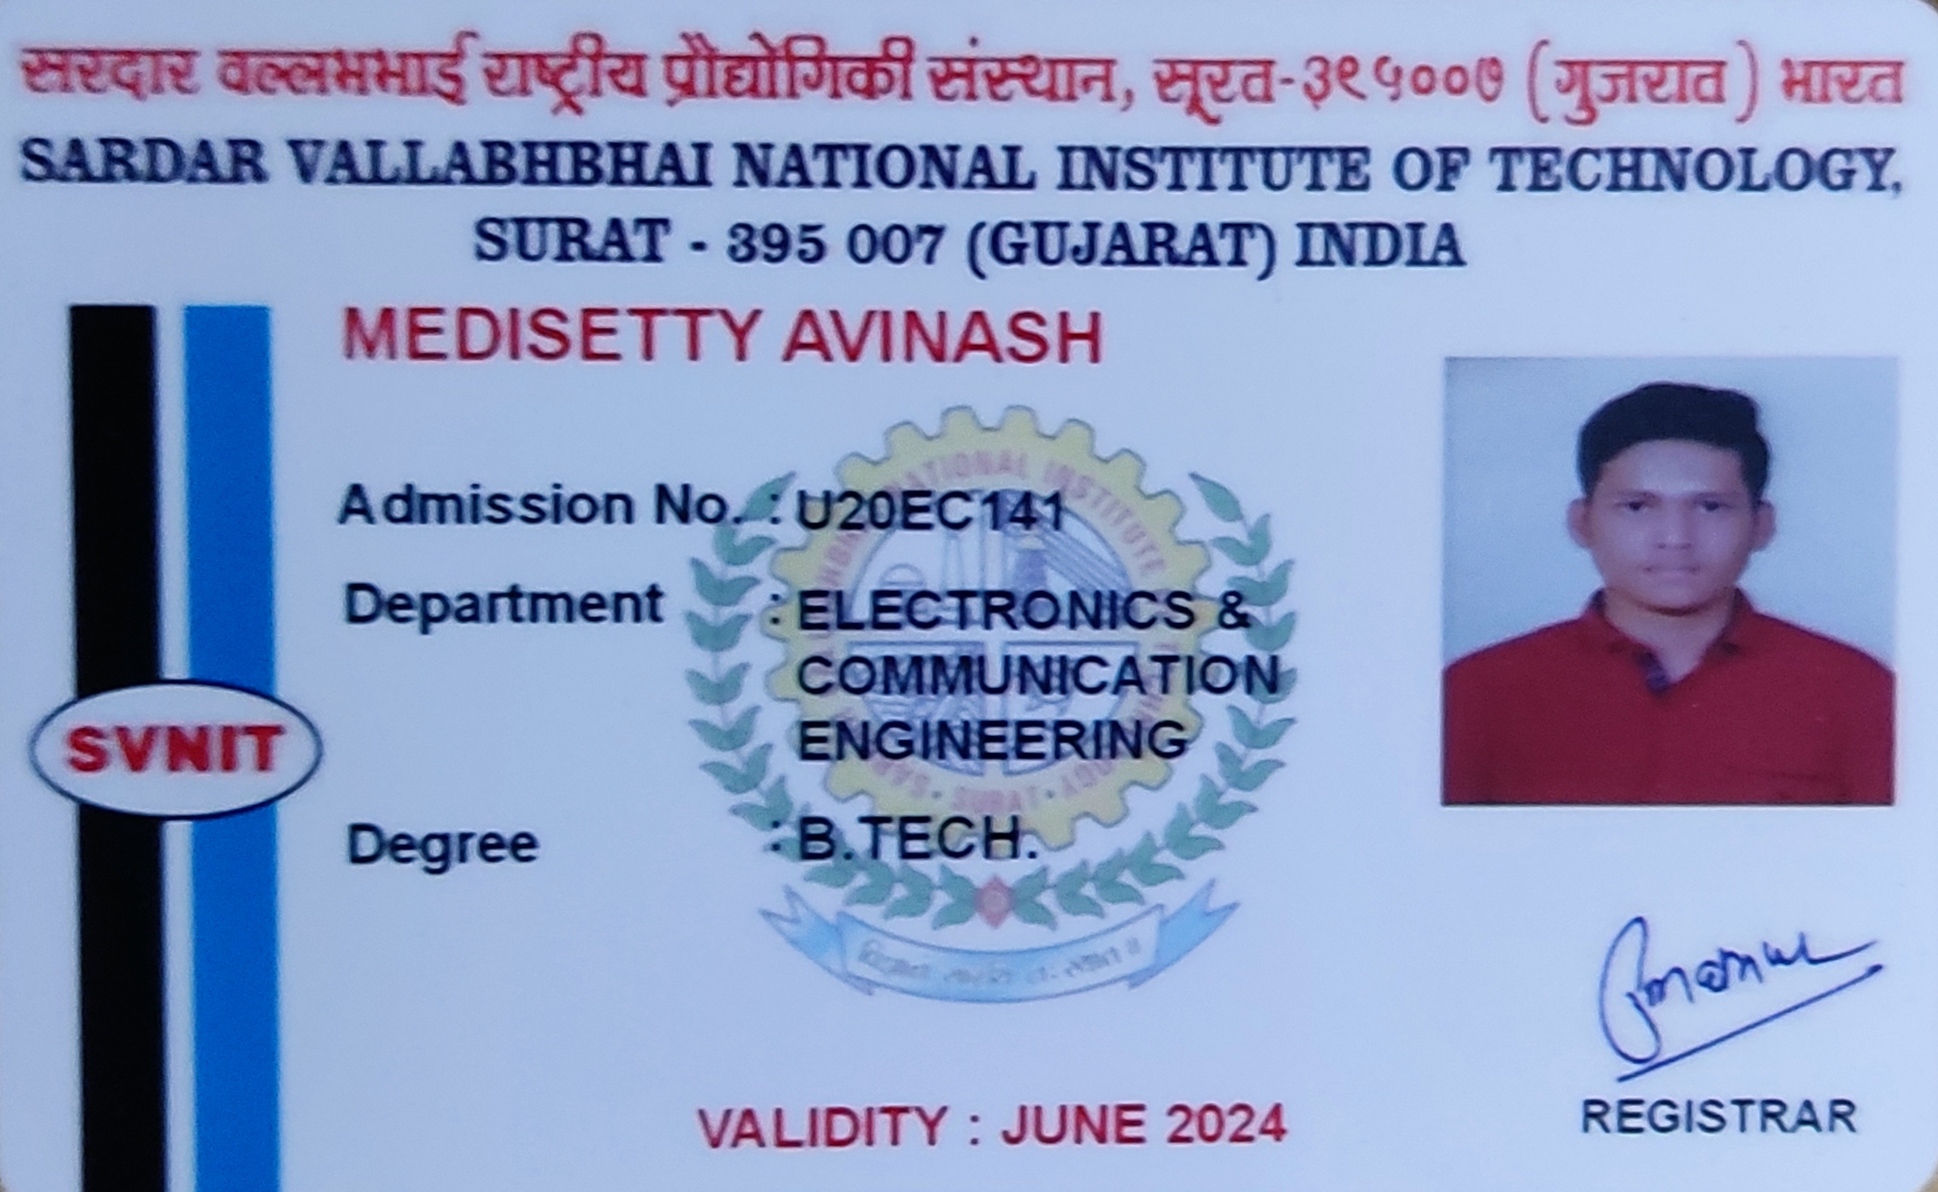 सरदार वल्लभभाई राष्ट्रीय प्रौद्योगिकी संस्थान, सूरत-३९५००७ (गुजरात) भारत
SARDAR VALLABHBHAI NATIONAL INSTITUTE OF TECHNOLOGY,
SURAT - 395 007 (GUJARAT) INDIA
MEDISETTY AVINASH
Admission No. : U20EC141
Department : ELECTRONICS &
COMMUNICATION
ENGINEERING
SVNIT
Degree : B.TECH.
VALIDITY : JUNE 2024
REGISTRAR